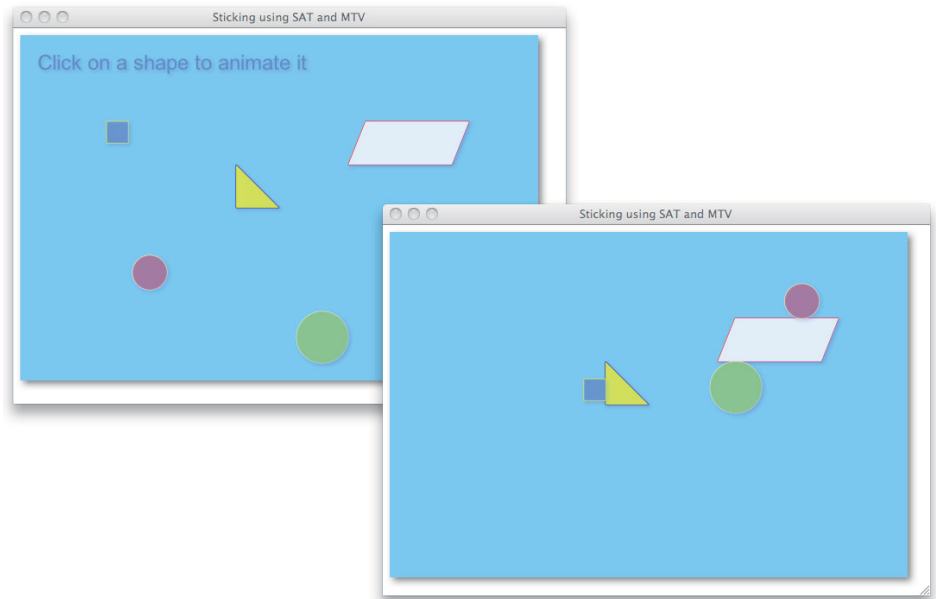 Sticking using SAT and MTV
Click on a shape to animate it
Sticking using SAT and MTV